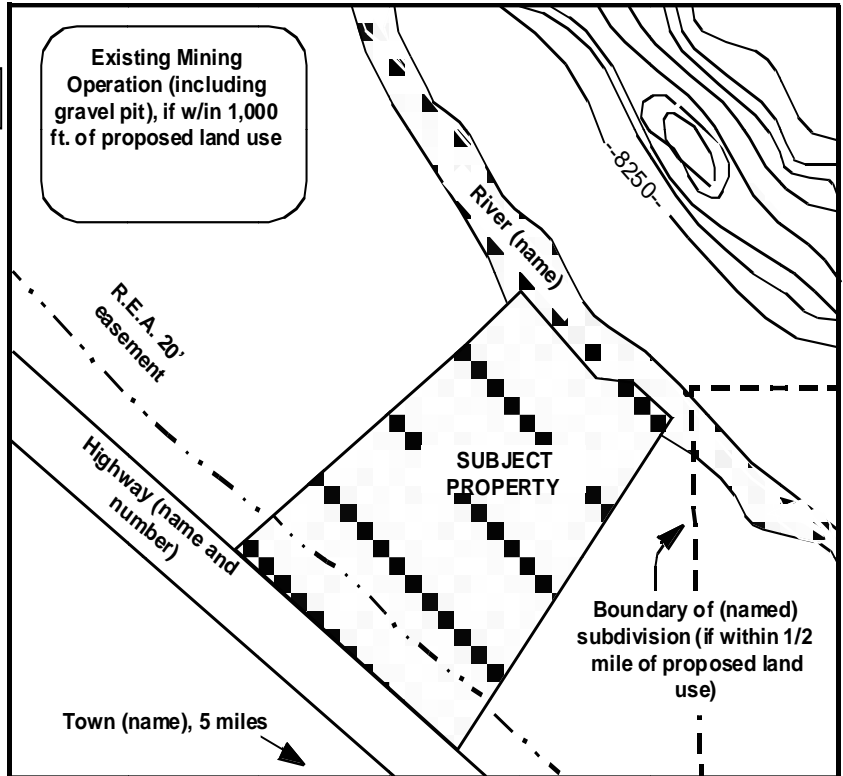 Existing Mining
Operation (including
gravel pit), if w/in 1,000
ft. of proposed land use
--8250--
River (name)
R.E.A. 20'
easement
Highway (name and
number)
SUBJECT
PROPERTY
Boundary of (named)
subdivision (if within 1/2
mile of proposed land
use)
Town (name), 5 miles